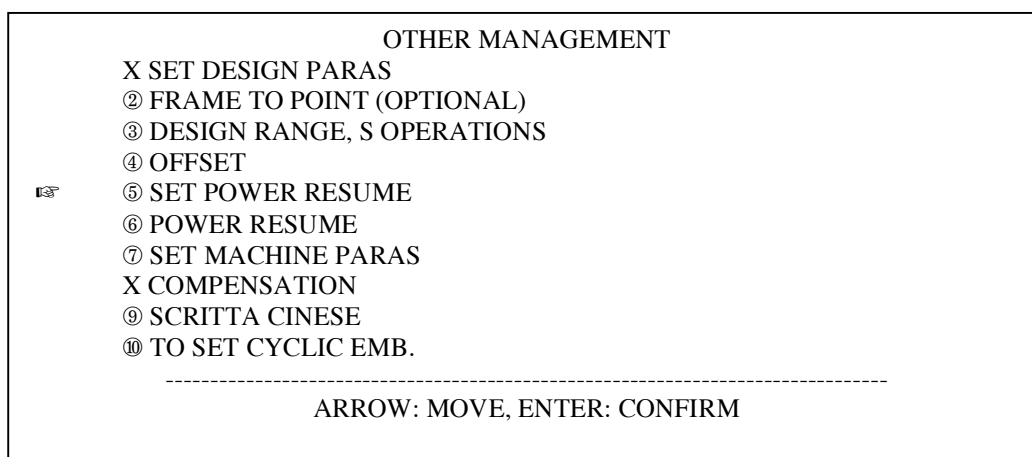 OTHER MANAGEMENT
X SET DESIGN PARAS
② FRAME TO POINT (OPTIONAL)
③ DESIGN RANGE, S OPERATIONS
④ OFFSET
☞ ⑤ SET POWER RESUME
⑥ POWER RESUME
⑦ SET MACHINE PARAS
X COMPENSATION
⑨ SCRITTA CINESE
⑩ TO SET CYCLIC EMB.
--------------------------------------------------------------------------------
ARROW: MOVE, ENTER: CONFIRM